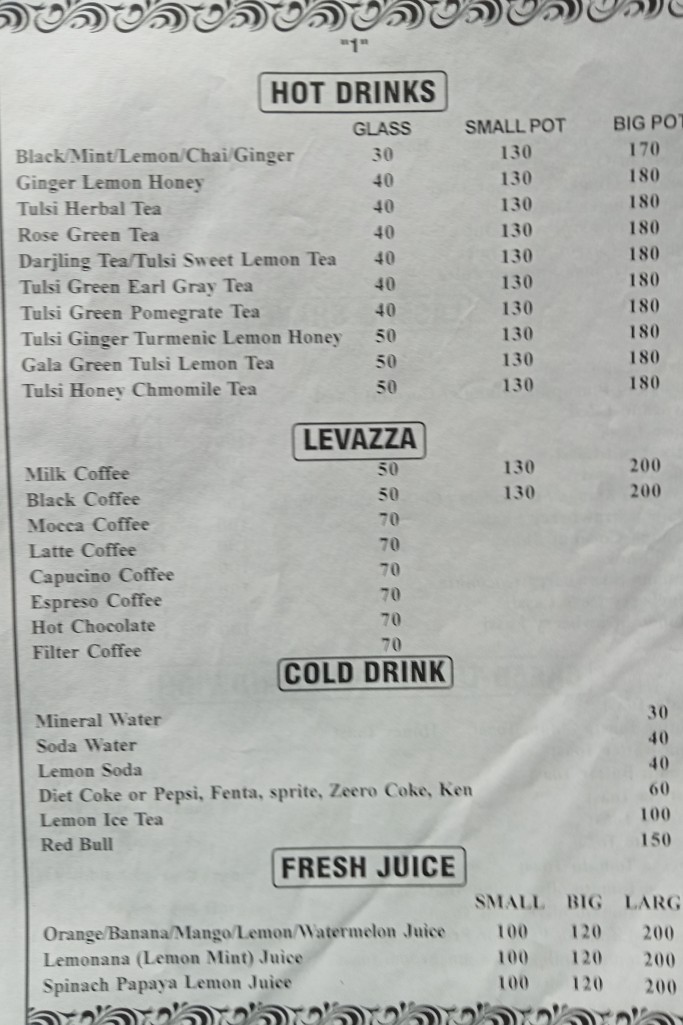 "1"
HOT DRINKS
GLASS SMALL POT BIG POT
Black/Mint/Lemon/Chai/Ginger 30 130 170
Ginger Lemon Honey 40 130 180
Tulsi Herbal Tea 40 130 180
Rose Green Tea 40 130 180
Darjling Tea/Tulsi Sweet Lemon Tea 40 130 180
Tulsi Green Earl Gray Tea 40 130 180
Tulsi Green Pomegrate Tea 40 130 180
Tulsi Ginger Turmenic Lemon Honey 50 130 180
Gala Green Tulsi Lemon Tea 50 130 180
Tulsi Honey Chmomile Tea 50 130 180
LEVAZZA
Milk Coffee 50 130 200
Black Coffee 50 130 200
Mocca Coffee 70
Latte Coffee 70
Capucino Coffee 70
Espreso Coffee 70
Hot Chocolate 70
Filter Coffee 70
COLD DRINK
Mineral Water 30
Soda Water 40
Lemon Soda 40
Diet Coke or Pepsi, Fenta, sprite, Zeero Coke, Ken 60
Lemon Ice Tea 100
Red Bull 150
FRESH JUICE
SMALL BIG LARG
Orange/Banana/Mango/Lemon/Watermelon Juice 100 120 200
Lemonana (Lemon Mint) Juice 100 120 200
Spinach Papaya Lemon Juice 100 120 200